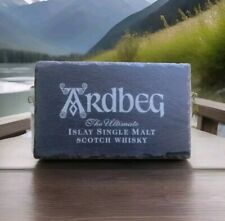 ARDBEG
The Ultimate
ISLAY SINGLE MALT
SCOTCH WHISKY